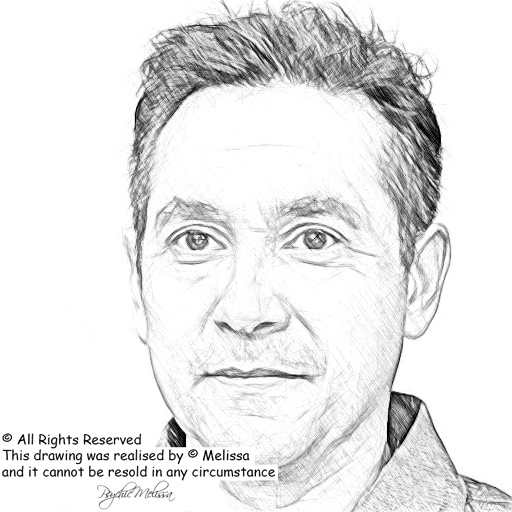 © All Rights Reserved
This drawing was realised by © Melissa
and it cannot be resold in any circumstance
Psychic Melissa